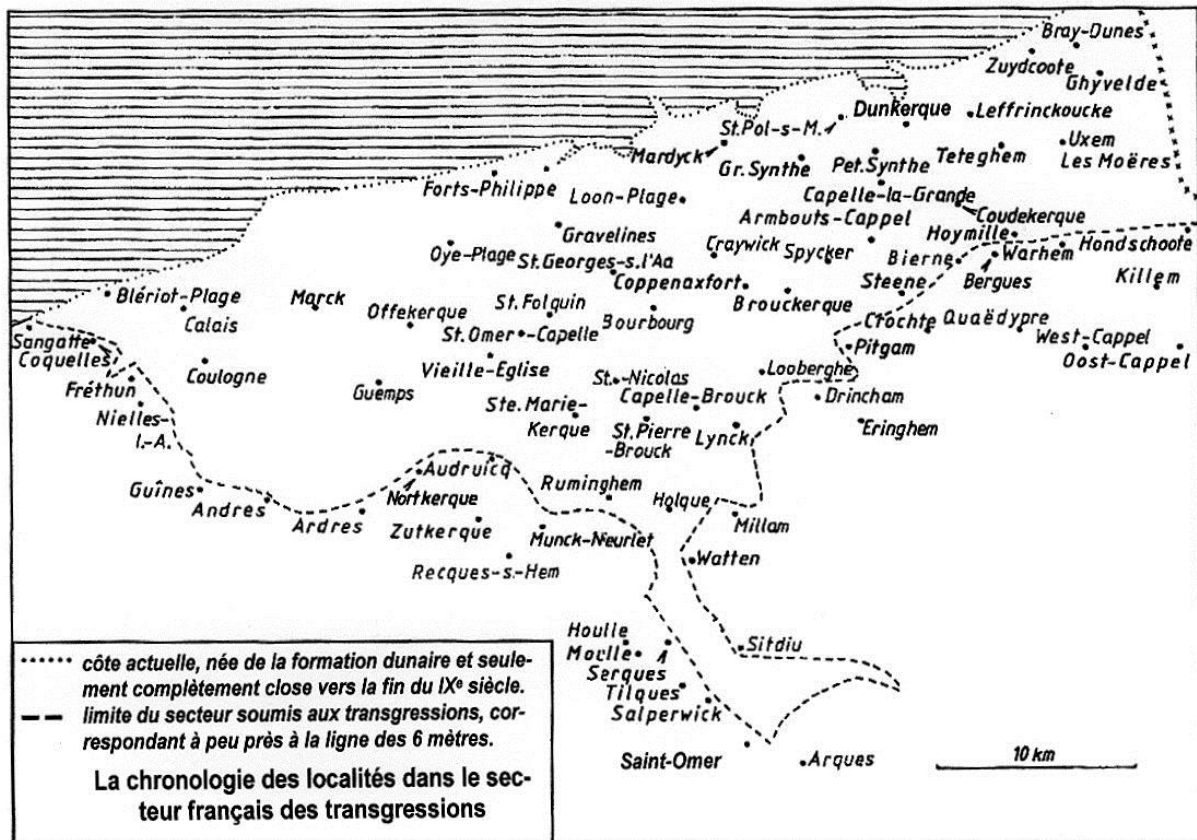 Bray-Dunes
Zuydcoote
Ghyvelde
Dunkerque
Leffrinckoucke
St.Pol-s-M.
Uxem
Mardyck
Gr.Synthe
Pet.Synthe
Teteghem
Les Moëres
Forts-Philippe
Loon-Plage
Capelle-la-Grande
Armbouts-Cappel
Coudekerque
Gravelines
Hoymille
Oye-Plage
St.Georges-s.l'Aa
Craywick
Spycker
Bierne
Warhem
Hondschoote
Coppenaxfort
Steene
Bergues
Killem
Blériot-Plage
Marck
St.Folquin
Brouckerque
Calais
Offekerque
Bourbourg
St.Omer-Capelle
Crochte
Quaëdypre
Sangatte
West-Cappel
Coquelles
Pitgam
Oost-Cappel
Fréthun
Coulogne
Vieille-Eglise
St.-Nicolas
Looberghe
Guemps
Capelle-Brouck
Drincham
Nielles-
l.-A.
Ste.Marie-
Kerque
St.Pierre
-Brouck
Lynck
Eringhem
Audruicq
Guînes
Andres
Nortkerque
Ruminghem
Holque
Ardres
Zutkerque
Munck-Nieurlet
Millam
Recques-s.-Hem
Watten
Houlle
Sitdiu
Moulle
Serques
Tilques
Salperwick
Saint-Omer
Arques
10 km
côte actuelle, née de la formation dunaire et seule-
ment complètement close vers la fin du IXe siècle.
limite du secteur soumis aux transgressions, cor-
respondant à peu près à la ligne des 6 mètres.
La chronologie des localités dans le sec-
teur français des transgressions